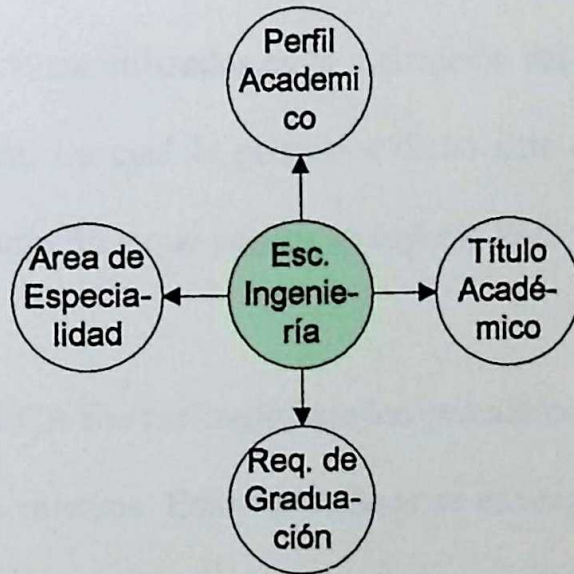 Perfil
Academi
co
Area de
Especia-
lidad
Esc.
Ingenie-
ría
Título
Acadé-
mico
Req. de
Gradua-
ción